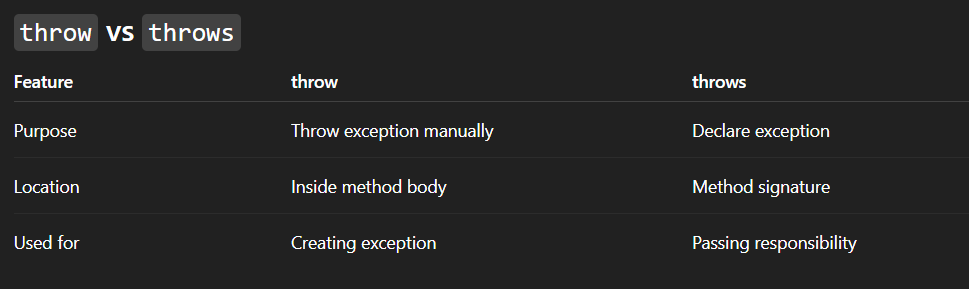 throw vs throws
Feature throw throws
Purpose Throw exception manually Declare exception
Location Inside method body Method signature
Used for Creating exception Passing responsibility